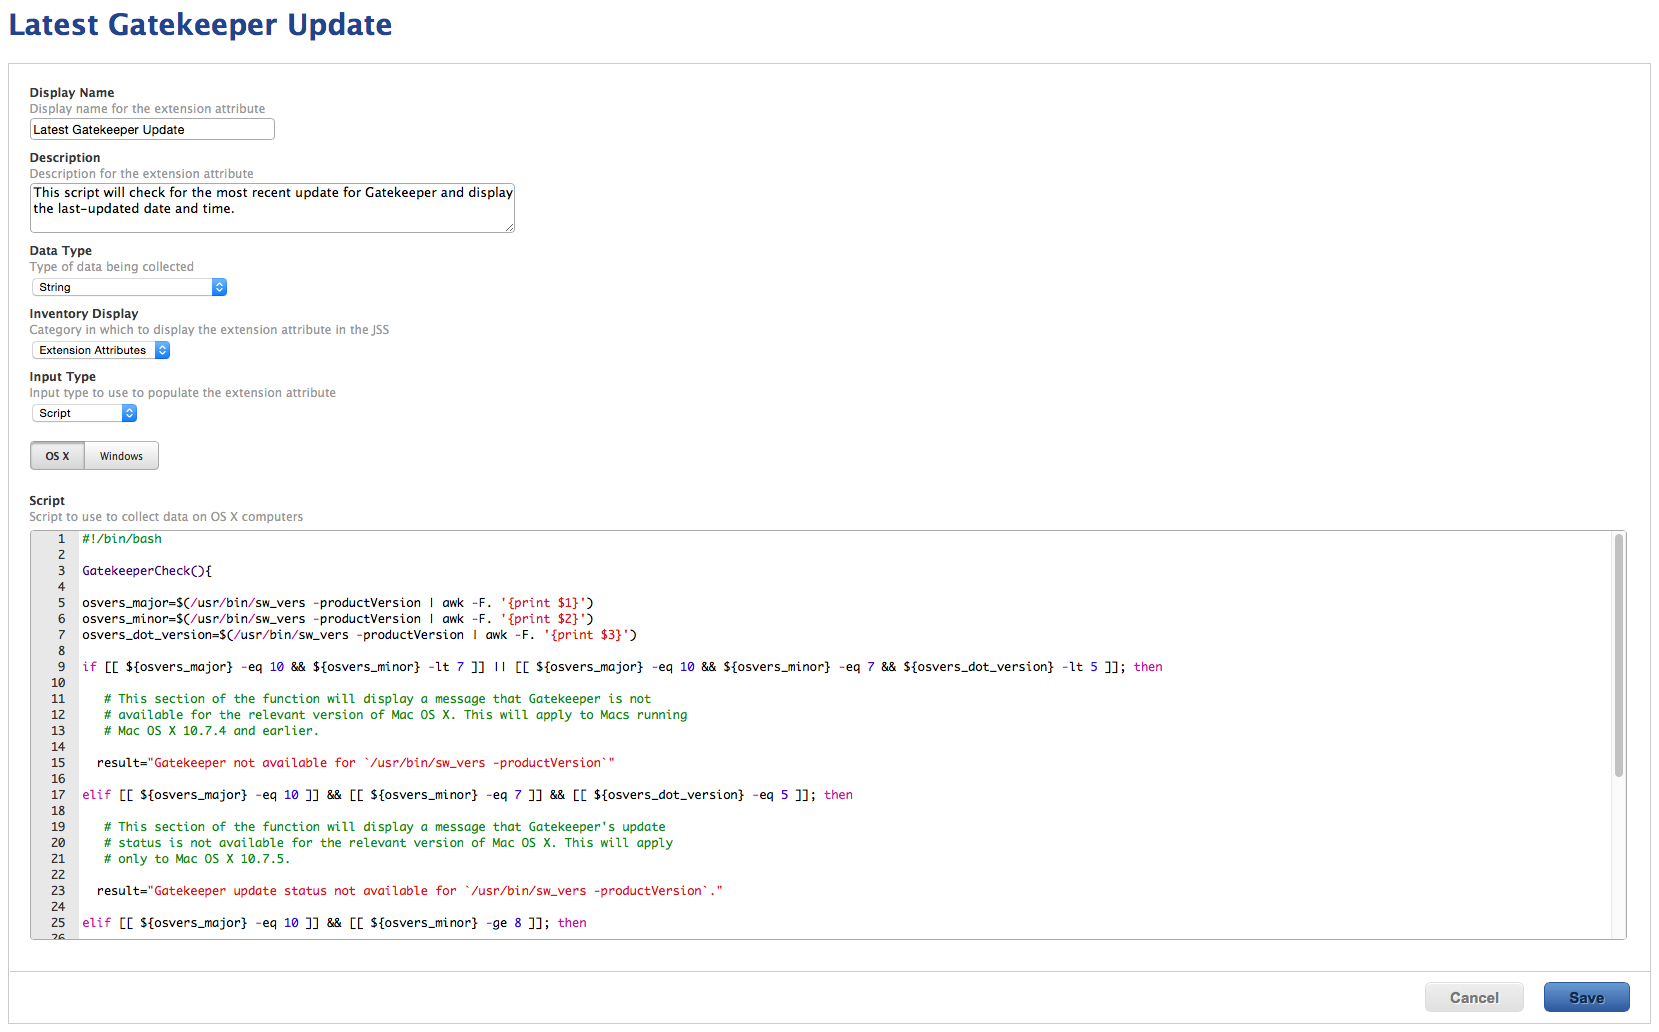 Latest Gatekeeper Update
Display Name
Display name for the extension attribute
Latest Gatekeeper Update
Description
Description for the extension attribute
This script will check for the most recent update for Gatekeeper and display
the last-updated date and time.
Data Type
Type of data being collected
String
Inventory Display
Category in which to display the extension attribute in the JSS
Extension Attributes
Input Type
Input type to use to populate the extension attribute
Script
OS X Windows
Script
Script to use to collect data on OS X computers
1 #!/bin/bash
2
3 GatekeeperCheck(){
4
5 osvers_major=$(/usr/bin/sw_vers -productVersion | awk -F. '{print $1}')
6 osvers_minor=$(/usr/bin/sw_vers -productVersion | awk -F. '{print $2}')
7 osvers_dot_version=$(/usr/bin/sw_vers -productVersion | awk -F. '{print $3}')
8
9 if [[ ${osvers_major} -eq 10 && ${osvers_minor} -lt 7 ]] || [[ ${osvers_major} -eq 10 && ${osvers_minor} -eq 7 && ${osvers_dot_version} -lt 5 ]]; then
10
11 # This section of the function will display a message that Gatekeeper is not
12 # available for the relevant version of Mac OS X. This will apply to Macs running
13 # Mac OS X 10.7.4 and earlier.
14
15 result="Gatekeeper not available for `/usr/bin/sw_vers -productVersion`"
16
17 elif [[ ${osvers_major} -eq 10 ]] && [[ ${osvers_minor} -eq 7 ]] && [[ ${osvers_dot_version} -eq 5 ]]; then
18
19 # This section of the function will display a message that Gatekeeper's update
20 # status is not available for the relevant version of Mac OS X. This will apply
21 # only to Mac OS X 10.7.5.
22
23 result="Gatekeeper update status not available for `/usr/bin/sw_vers -productVersion`."
24
25 elif [[ ${osvers_major} -eq 10 ]] && [[ ${osvers_minor} -ge 8 ]]; then
26
Cancel Save